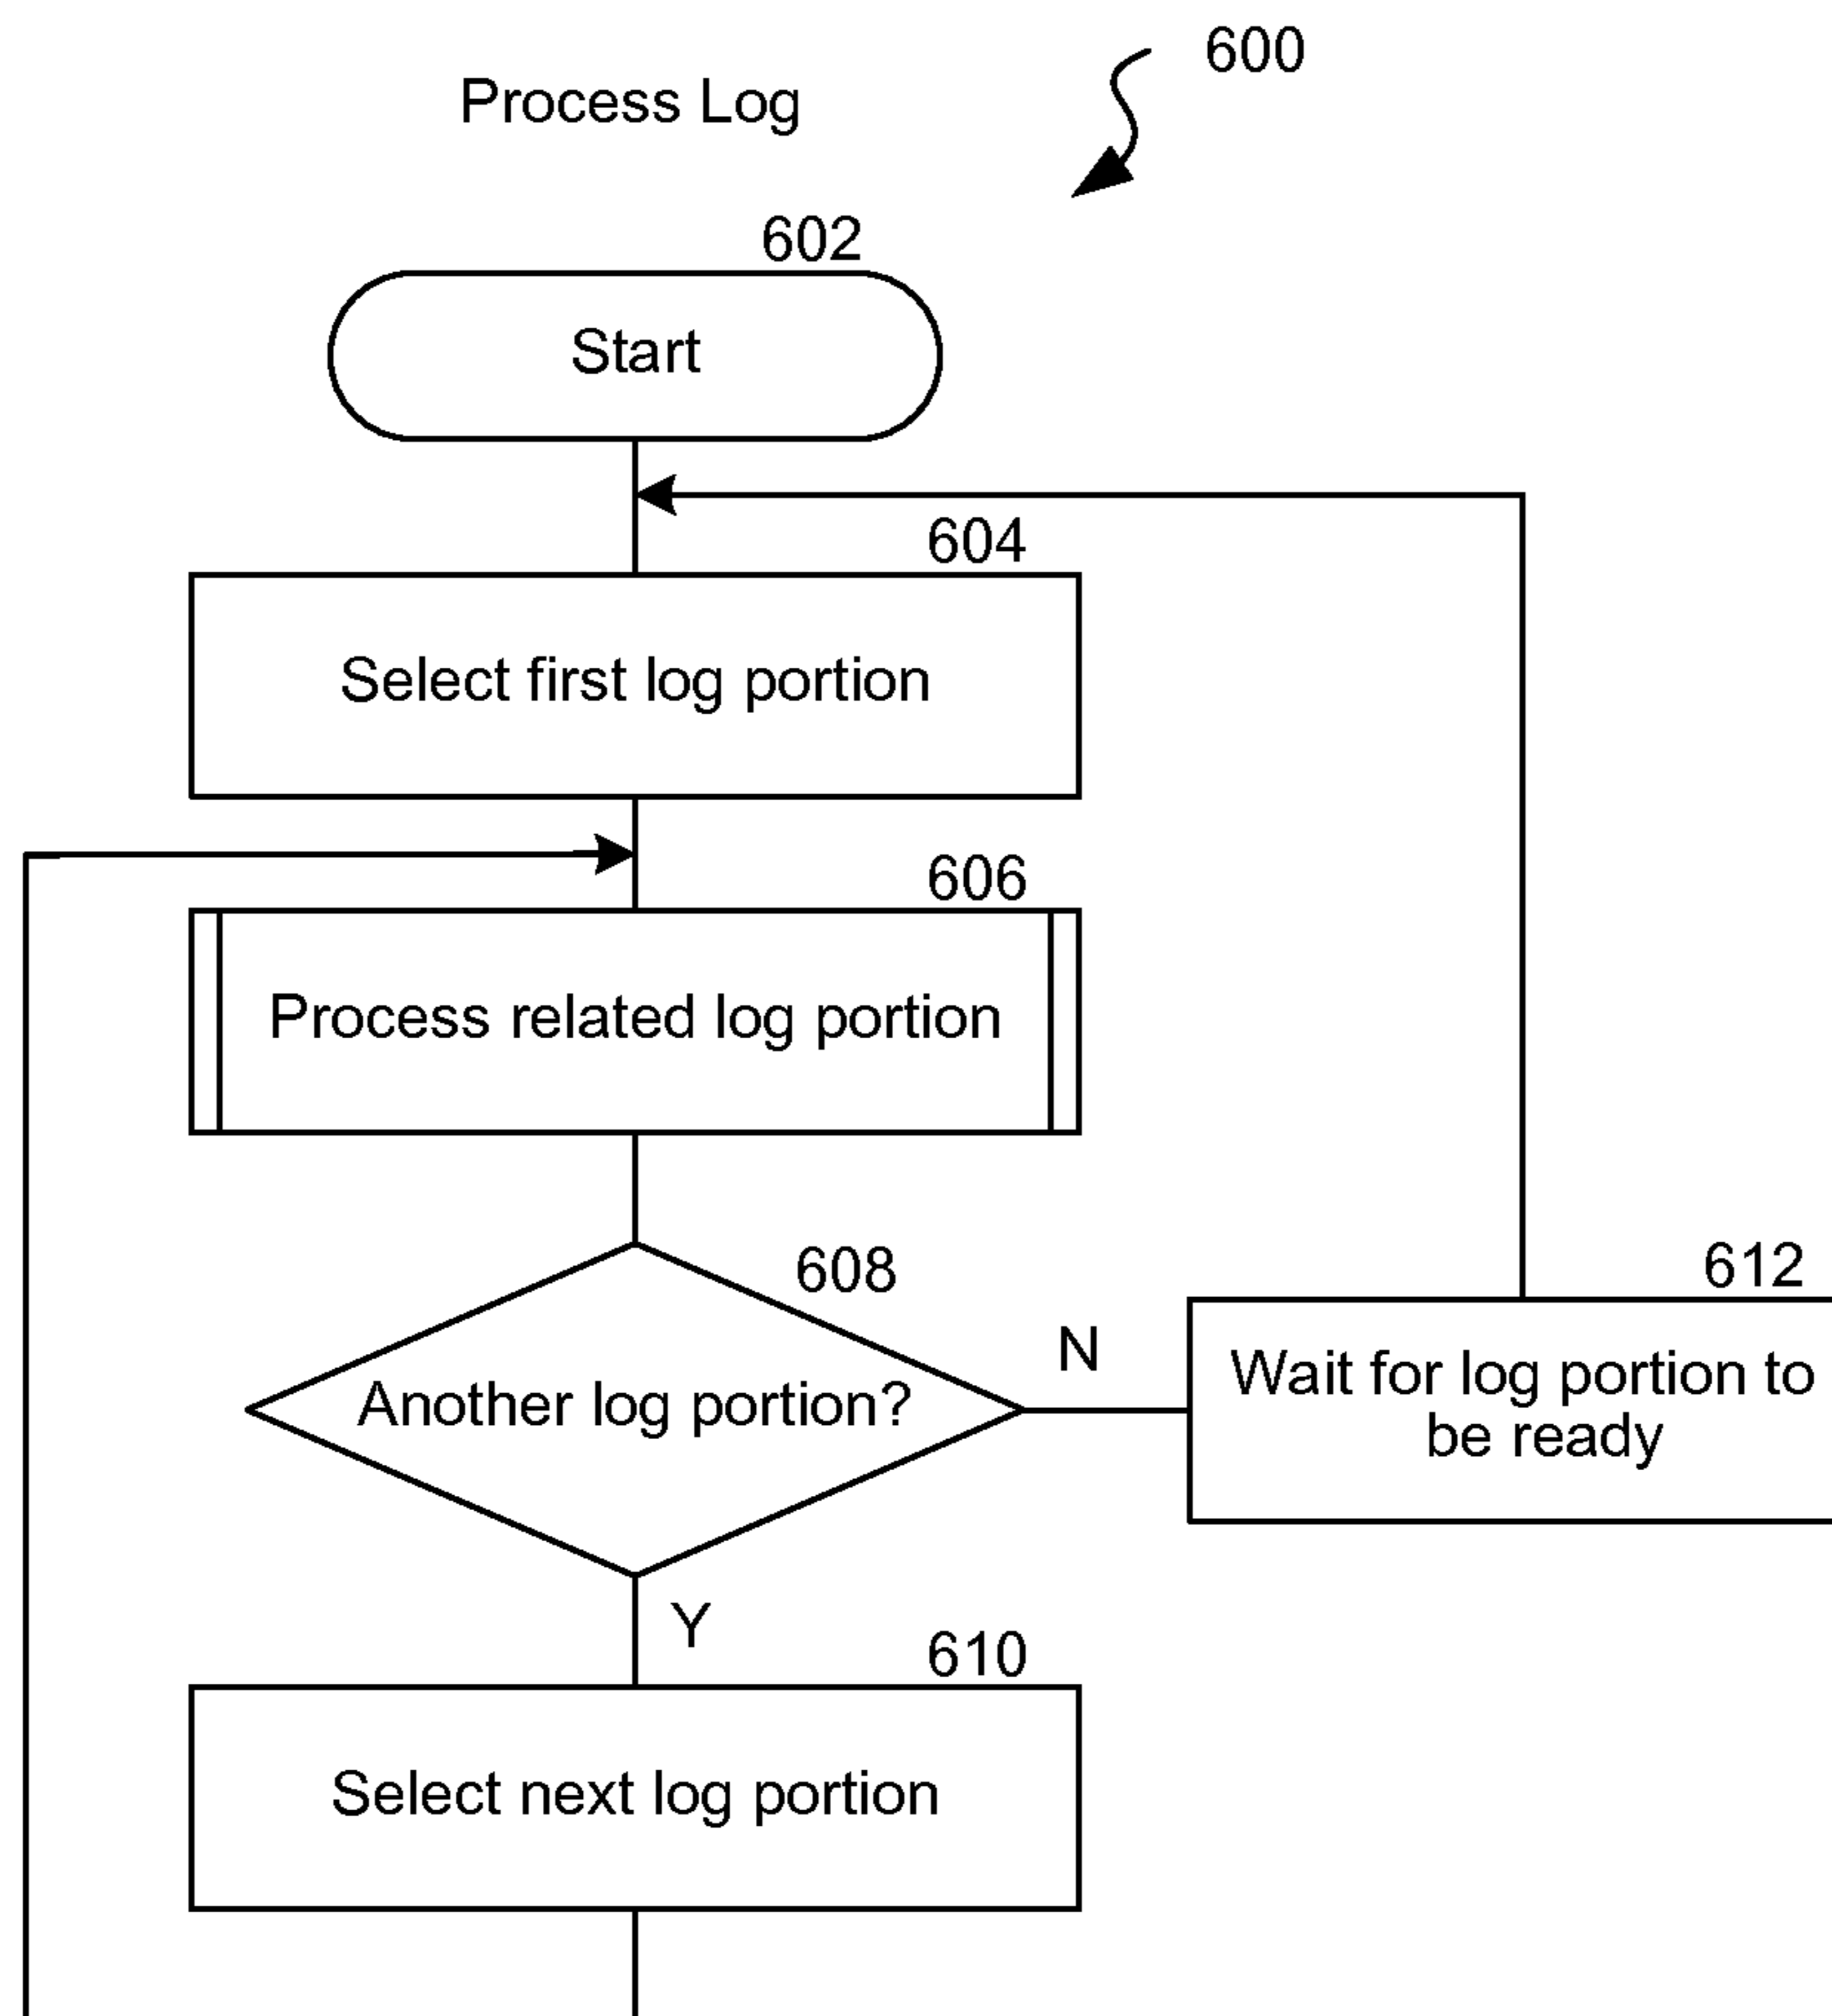 600
Process Log
602
Start
604
Select first log portion
606
Process related log portion
608
Another log portion?
N
612
Wait for log portion to
be ready
Y
610
Select next log portion